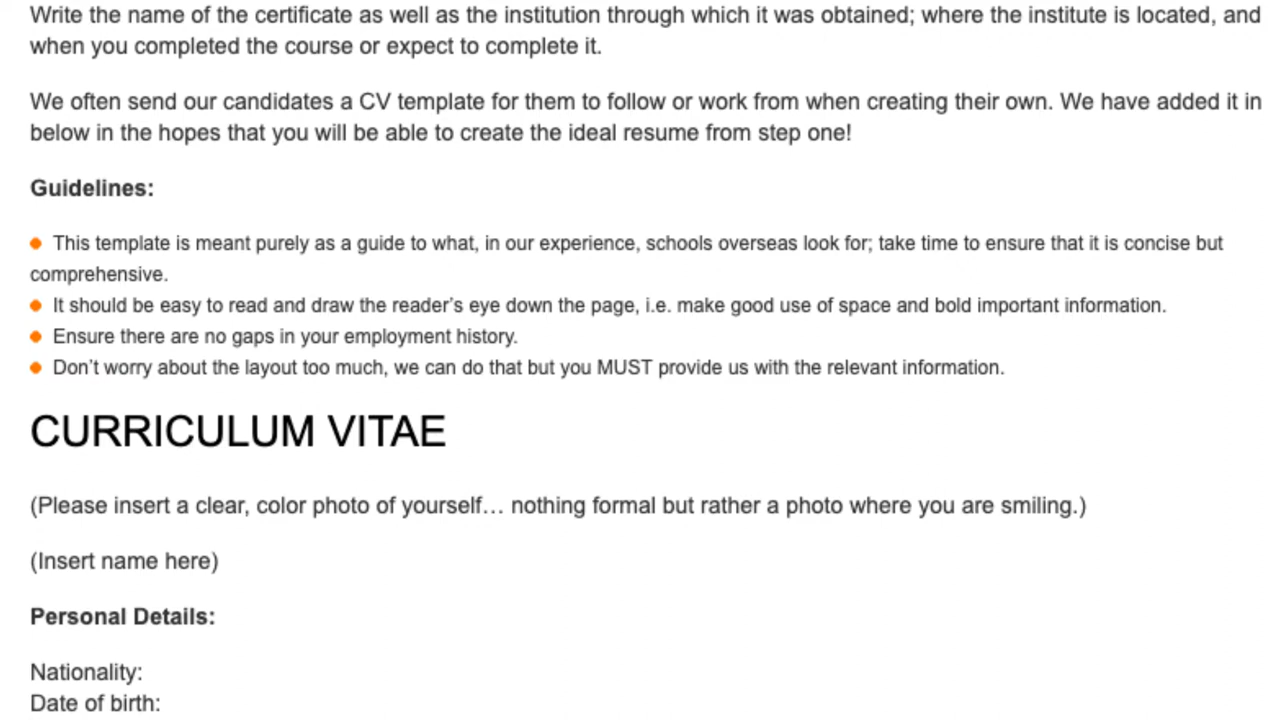 Write the name of the certificate as well as the institution through which it was obtained; where the institute is located, and
when you completed the course or expect to complete it.
We often send our candidates a CV template for them to follow or work from when creating their own. We have added it in
below in the hopes that you will be able to create the ideal resume from step one!
Guidelines:
● This template is meant purely as a guide to what, in our experience, schools overseas look for; take time to ensure that it is concise but
comprehensive.
● It should be easy to read and draw the reader’s eye down the page, i.e. make good use of space and bold important information.
● Ensure there are no gaps in your employment history.
● Don’t worry about the layout too much, we can do that but you MUST provide us with the relevant information.
CURRICULUM VITAE
(Please insert a clear, color photo of yourself… nothing formal but rather a photo where you are smiling.)
(Insert name here)
Personal Details:
Nationality:
Date of birth: